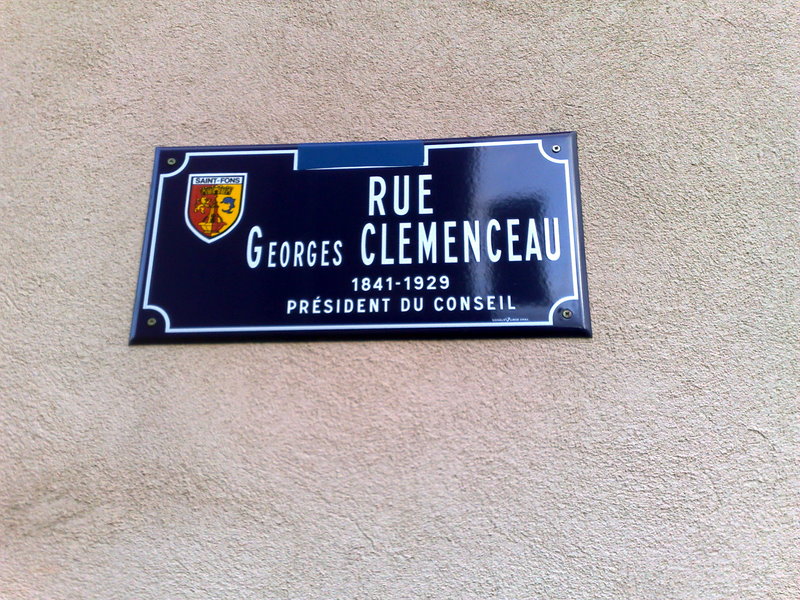 SAINT-FONS
RUE
GEORGES CLEMENCEAU
1841-1929
PRÉSIDENT DU CONSEIL